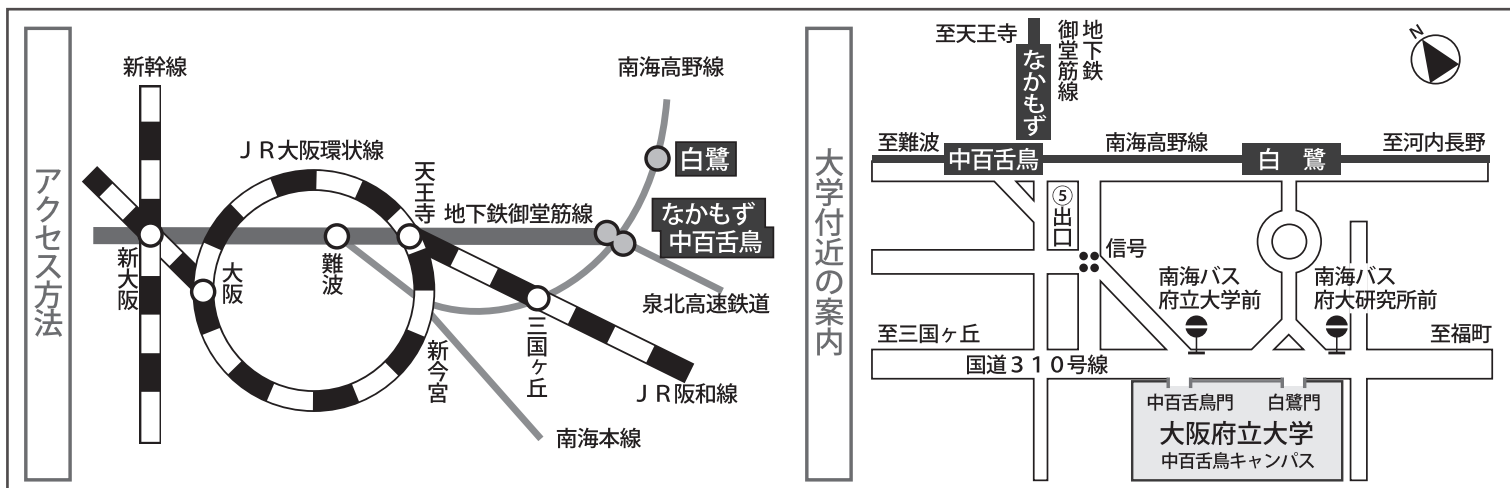 アクセス方法
新幹線
南海高野線
JR大阪環状線
天王寺
白鷺
地下鉄御堂筋線
なかもず
中百舌鳥
新大阪
大阪
難波
三国ヶ丘
新今宮
泉北高速鉄道
JR阪和線
南海本線
大学付近の案内
至天王寺
地下鉄
御堂筋線
なかもず
N
至難波
中百舌鳥
南海高野線
白鷺
至河内長野
⑤出口
信号
南海バス
府立大学前
南海バス
府大研究所前
至三国ヶ丘
国道310号線
至福町
中百舌鳥門
白鷺門
大阪府立大学
中百舌鳥キャンパス